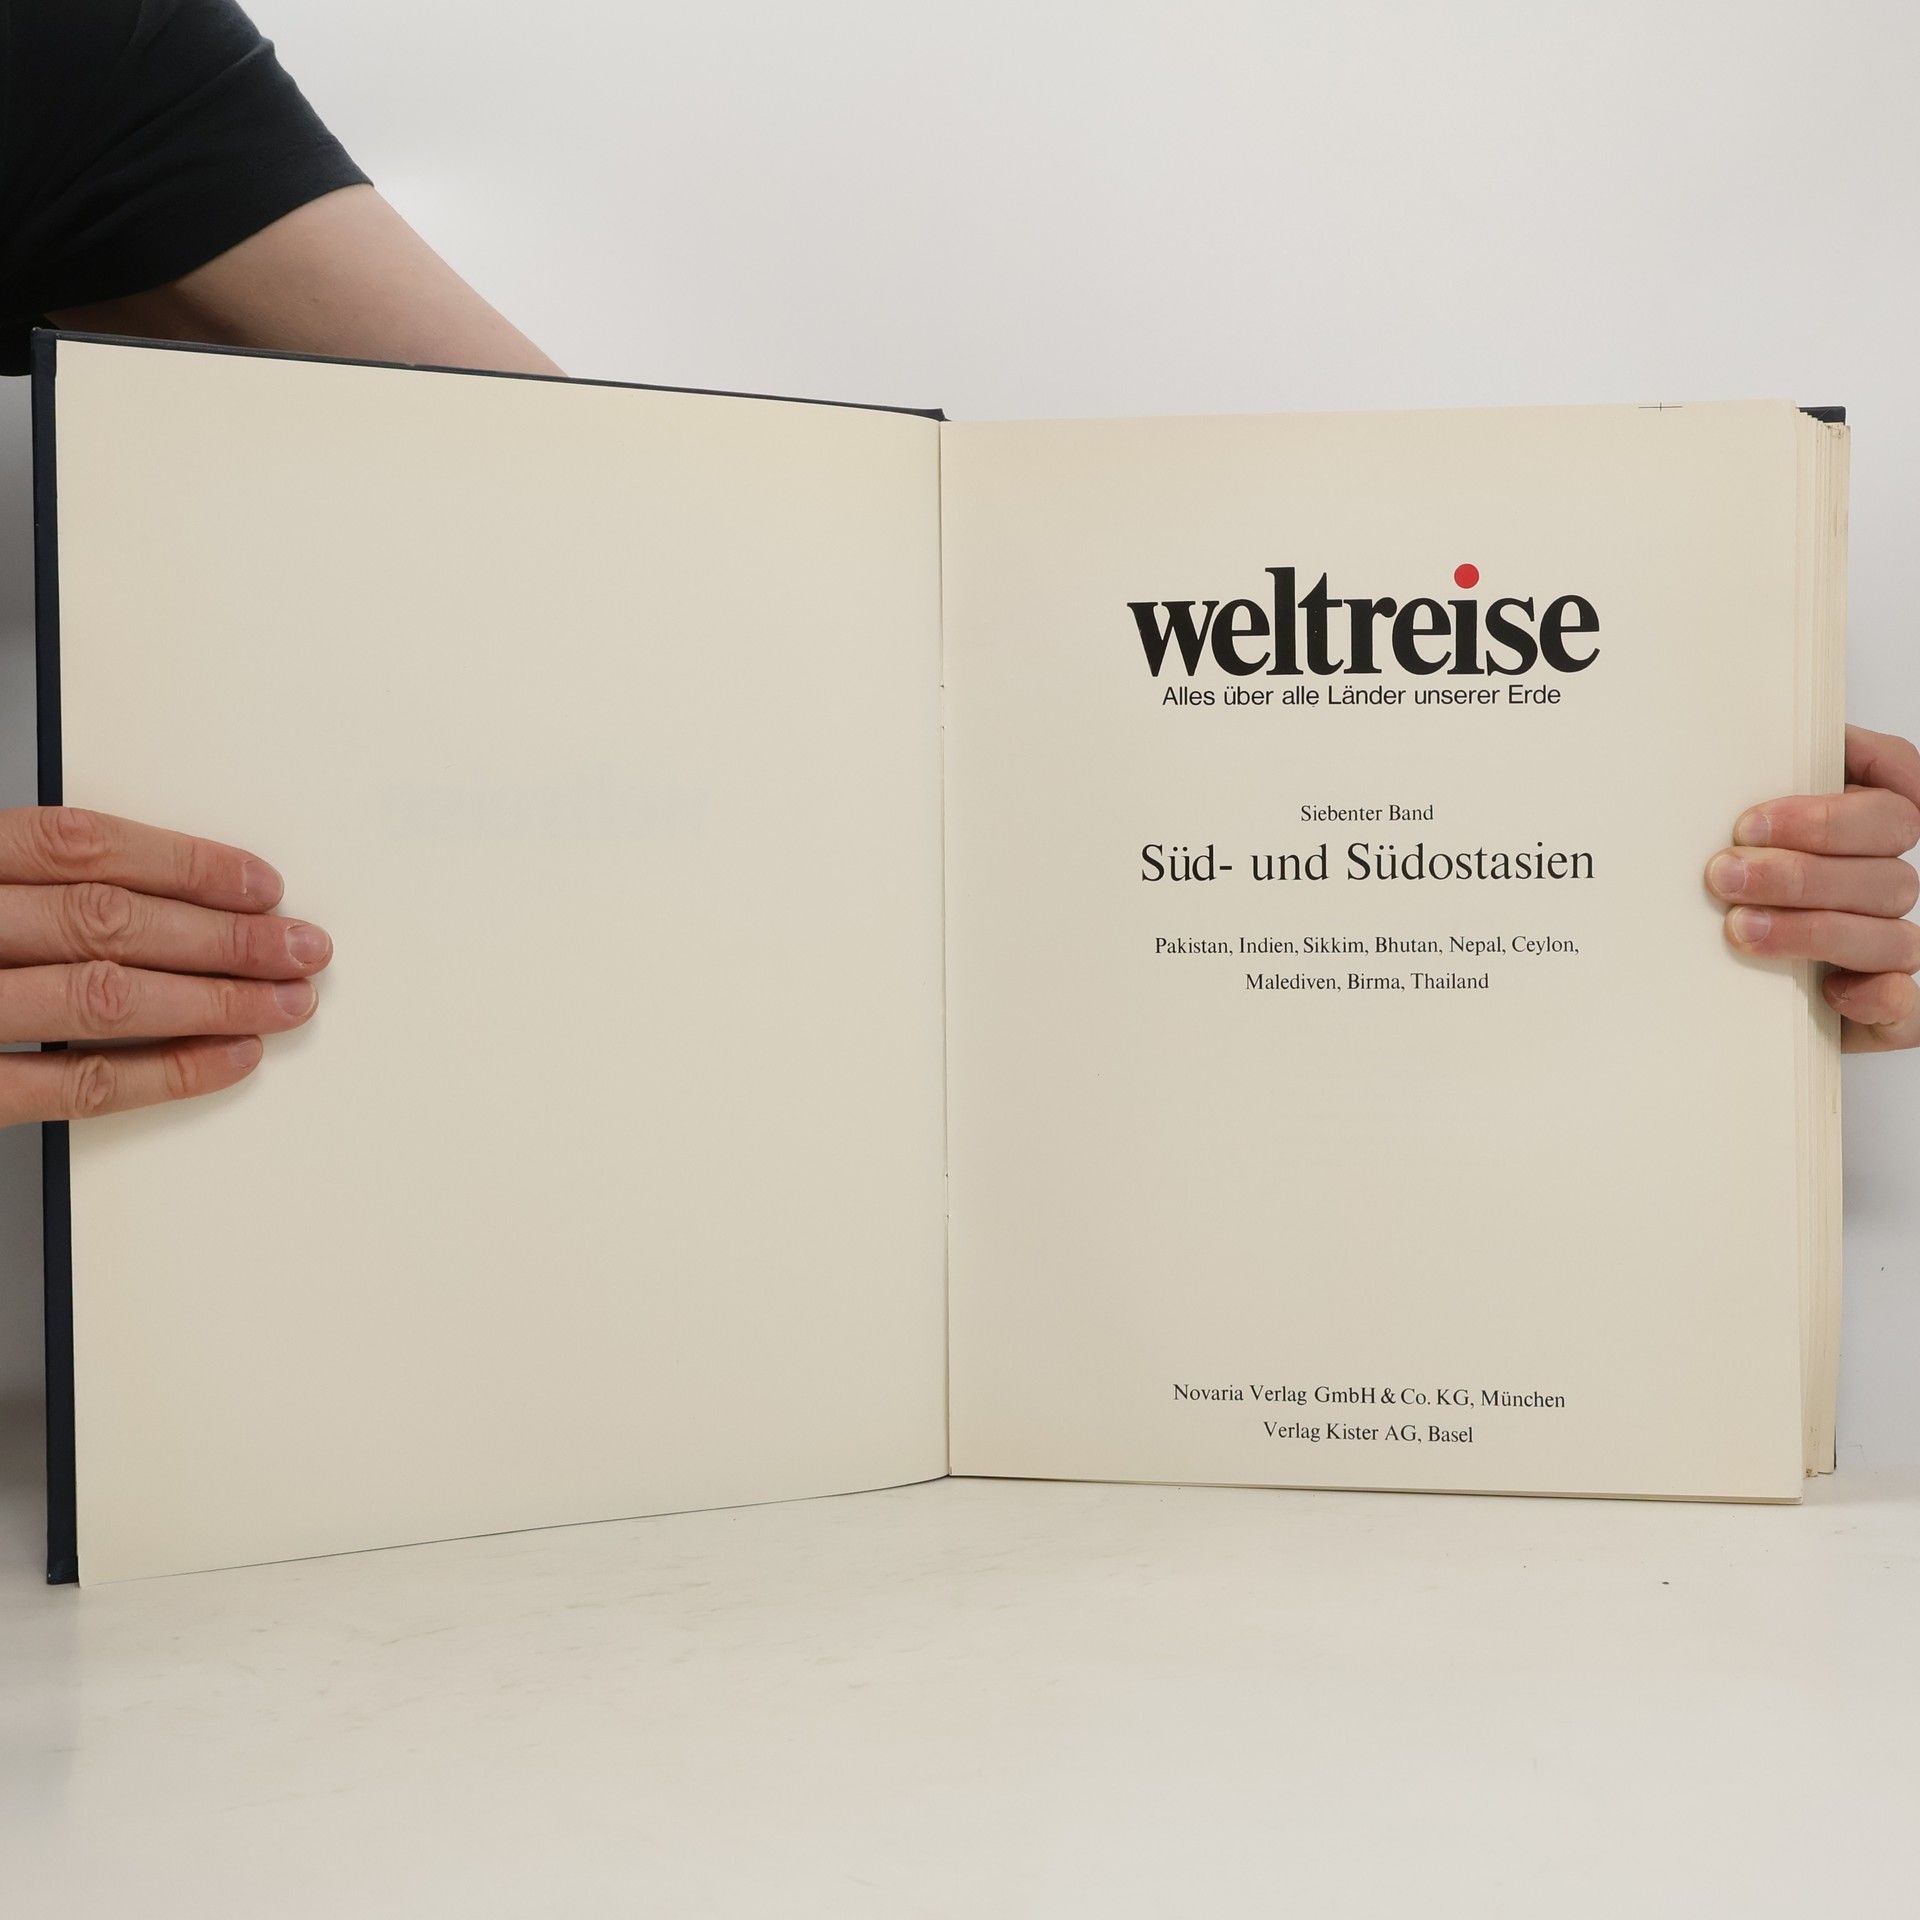 weltreise
Alles über alle Länder unserer Erde
Siebenter Band
Süd- und Südostasien
Pakistan, Indien, Sikkim, Bhutan, Nepal, Ceylon,
Malediven, Birma, Thailand
Novaria Verlag GmbH & Co. KG, München
Verlag Kister AG, Basel